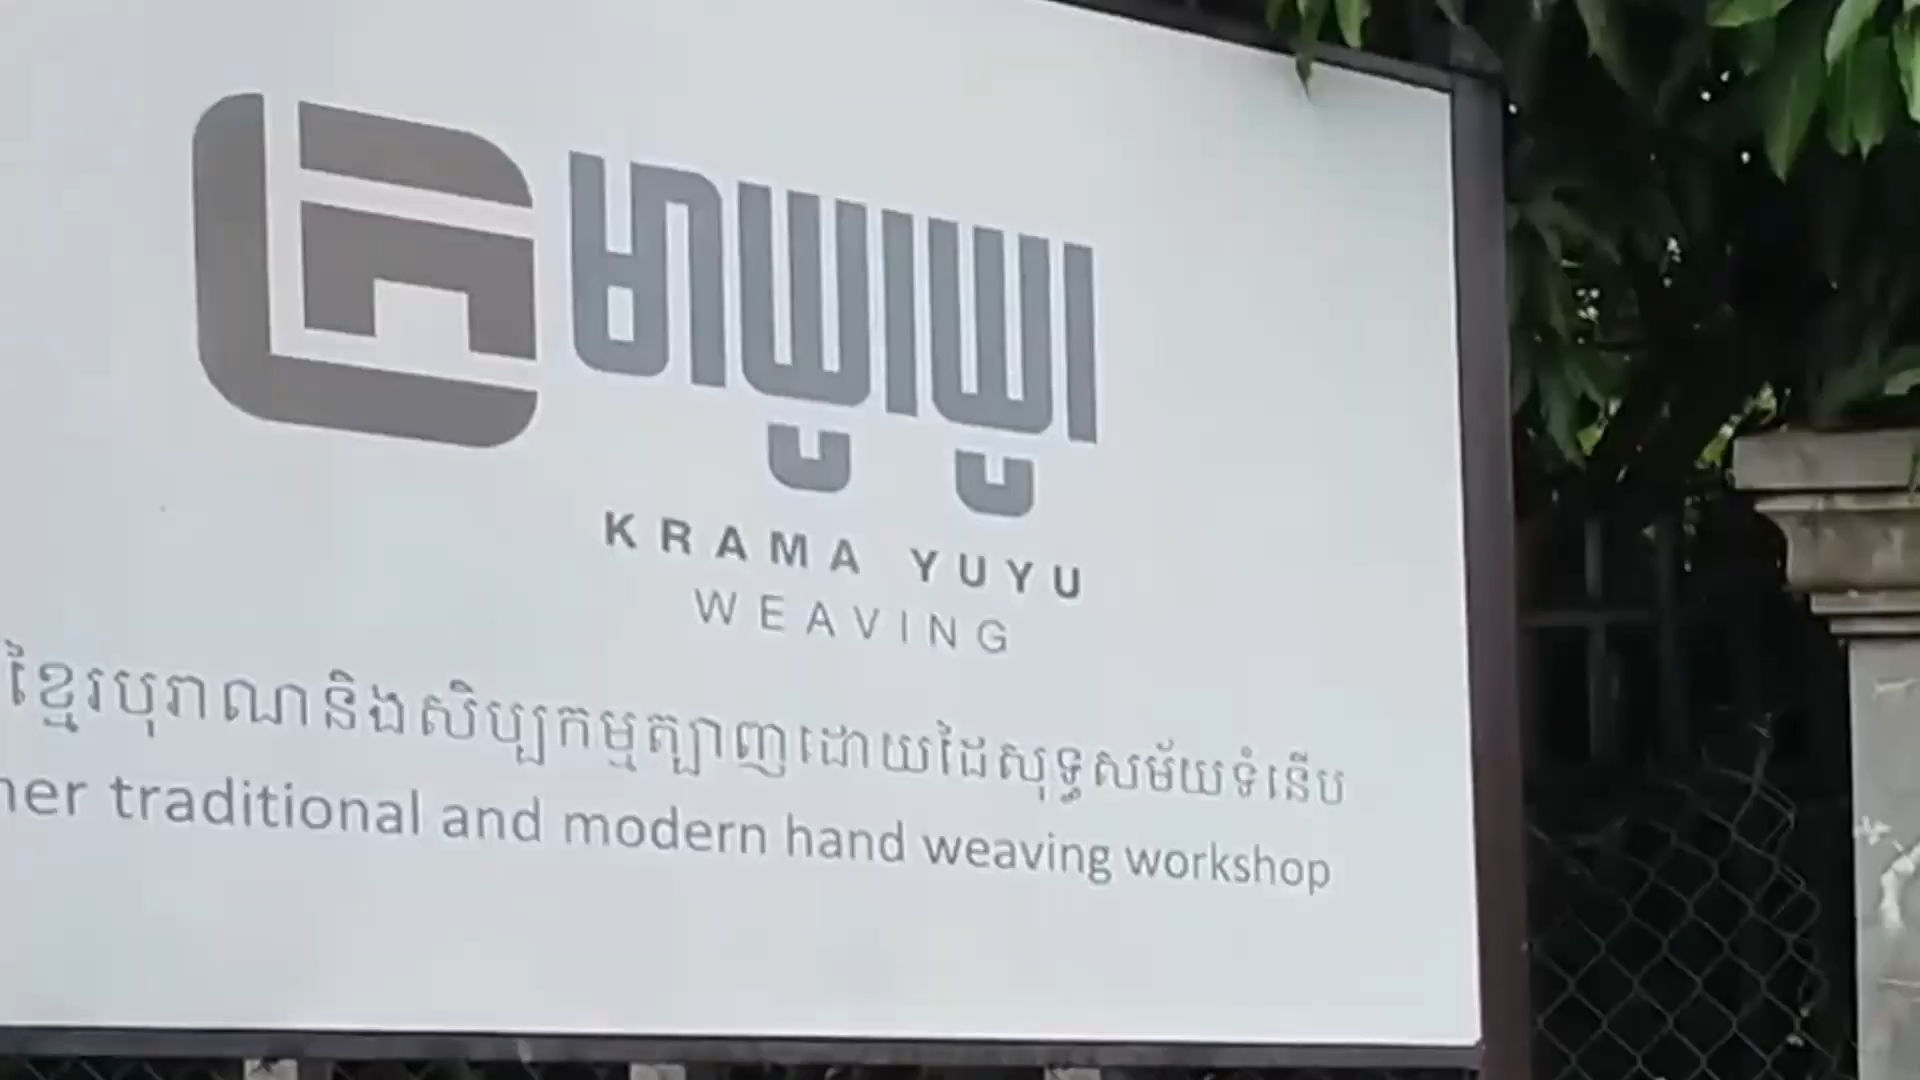 ក្រមាយូរយូរ
KRAMA YUYU
WEAVING
ខ្មែរបុរាណនិងសិប្បកម្មត្បាញដោយដៃសុទ្ធសម័យទំនើប
traditional and modern hand weaving workshop